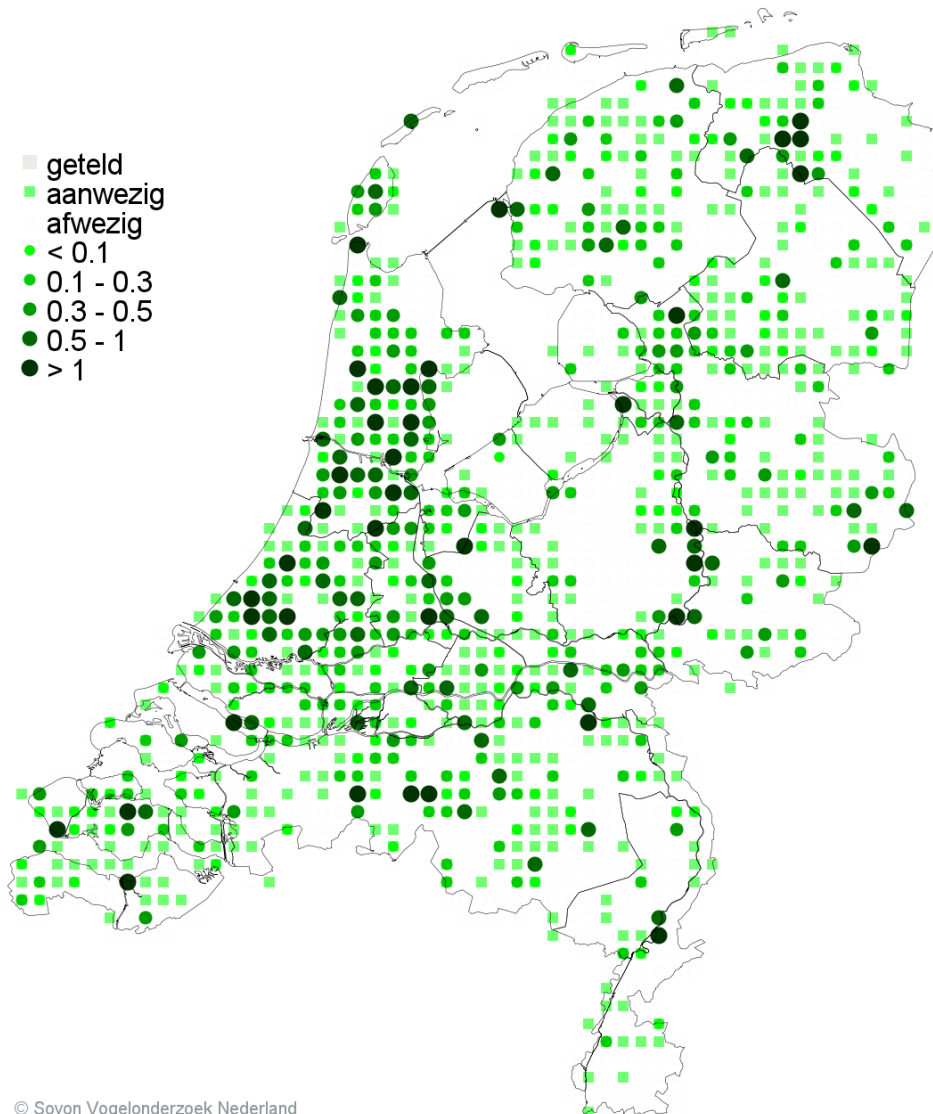 geteld
aanwezig
afwezig
< 0.1
0.1 - 0.3
0.3 - 0.5
0.5 - 1
> 1
© Sovon Vogelonderzoek Nederland